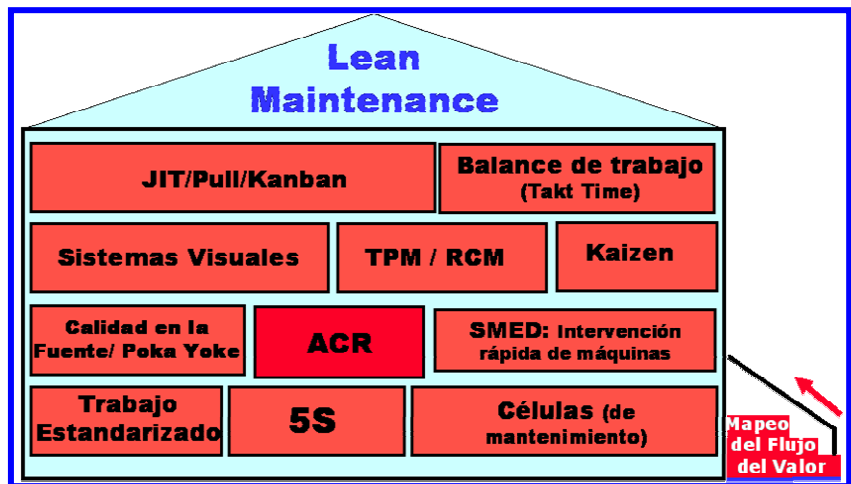 Lean
Maintenance
JIT/Pull/Kanban
Balance de trabajo
(Takt Time)
Sistemas Visuales
TPM / RCM
Kaizen
Calidad en la
Fuente/ Poka Yoke
ACR
SMED: Intervención
rápida de máquinas
Trabajo
Estandarizado
5S
Células (de
mantenimiento)
Mapeo
del Flujo
del Valor